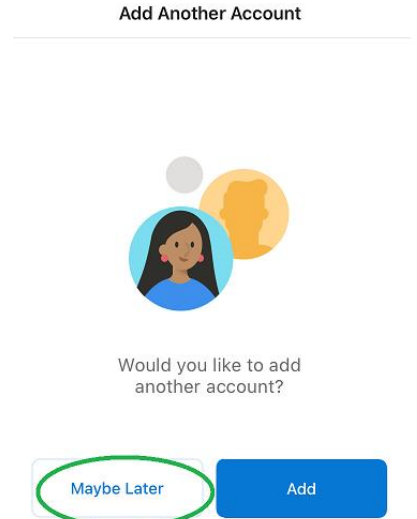 Add Another Account
Would you like to add
another account?
Maybe Later
Add